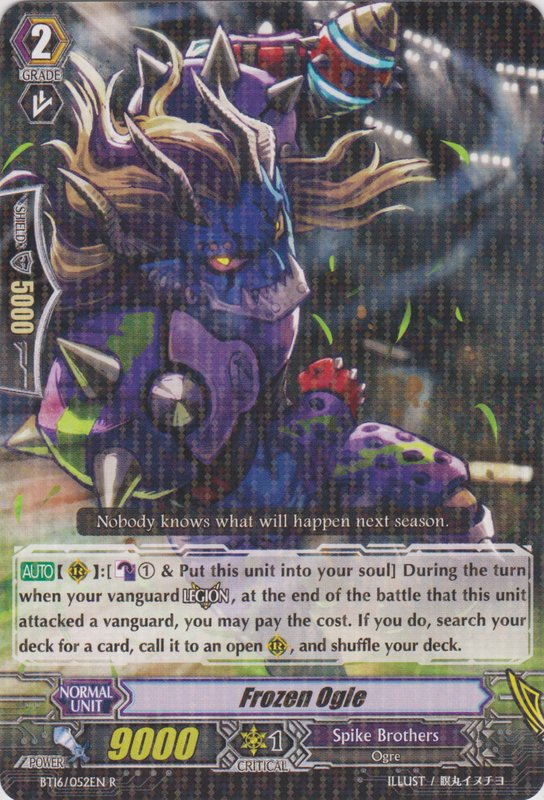 2
GRADE
SHIELD
5000
Nobody knows what will happen next season.
AUTO【 R 】:[ ① & Put this unit into your soul] During the turn
when your vanguard LEGION, at the end of the battle that this unit
attacked a vanguard, you may pay the cost. If you do, search your
deck for a card, call it to an open R, and shuffle your deck.
NORMAL
UNIT
Frozen Ogle
POWER
9000
1
CRITICAL
Spike Brothers
Ogre
BT16/052EN R
ILLUST / 瞑丸イヌチヨ